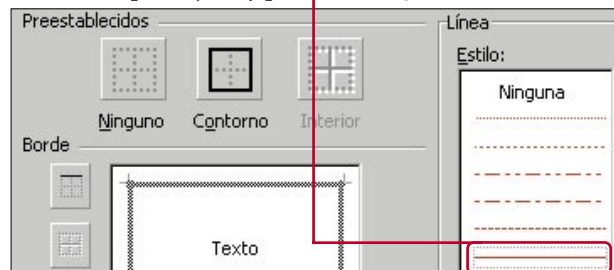 Preestablecidos
Línea
Estilo:
Ninguna
Ninguno
Contorno
Interior
Borde
Texto